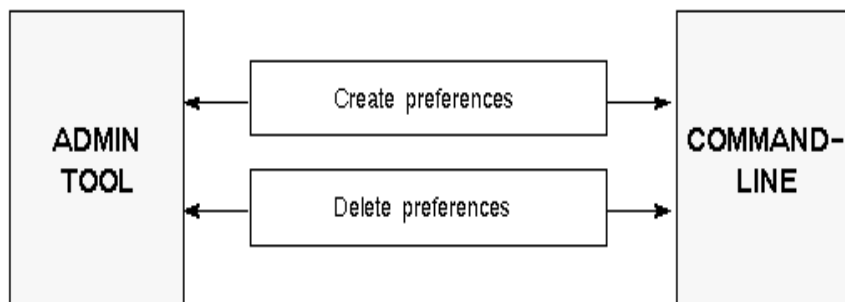 ADMIN
TOOL
Create preferences
Delete preferences
COMMAND-
LINE